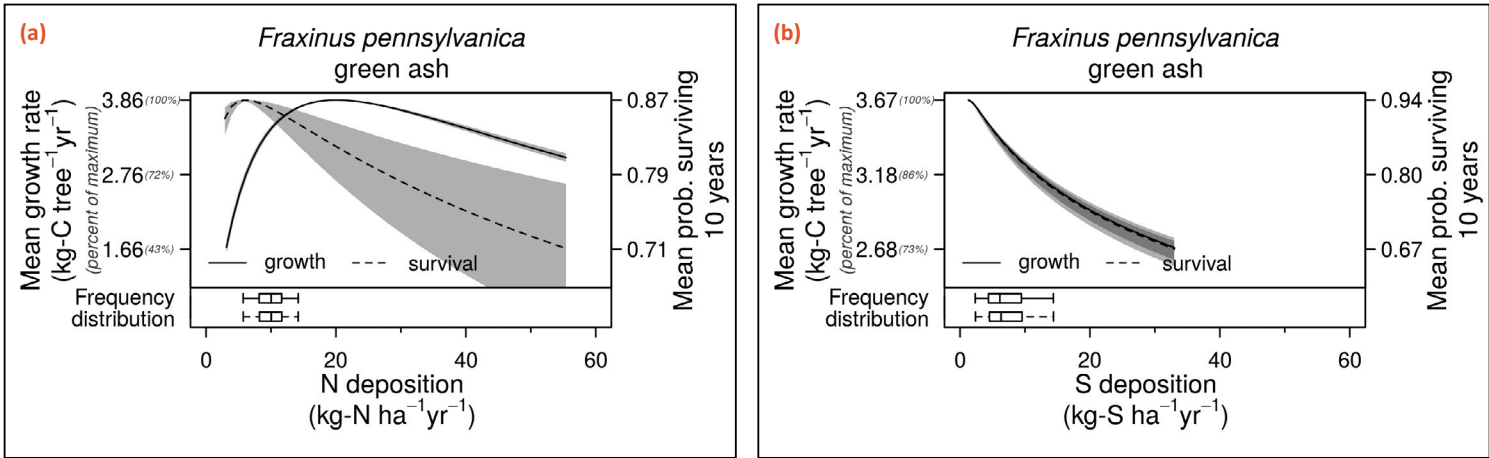 (a)
Fraxinus pennsylvanica
green ash
Mean growth rate
(kg-C tree⁻¹yr⁻¹)
(percent of maximum)
3.86 (100%)
2.76 (72%)
1.66 (43%)
0.87
0.79
0.71
Mean prob. surviving
10 years
growth
survival
Frequency
distribution
0 20 40 60
N deposition
(kg-N ha⁻¹yr⁻¹)
(b)
Fraxinus pennsylvanica
green ash
Mean growth rate
(kg-C tree⁻¹yr⁻¹)
(percent of maximum)
3.67 (100%)
3.18 (86%)
2.68 (73%)
0.94
0.80
0.67
Mean prob. surviving
10 years
growth
survival
Frequency
distribution
0 20 40 60
S deposition
(kg-S ha⁻¹yr⁻¹)